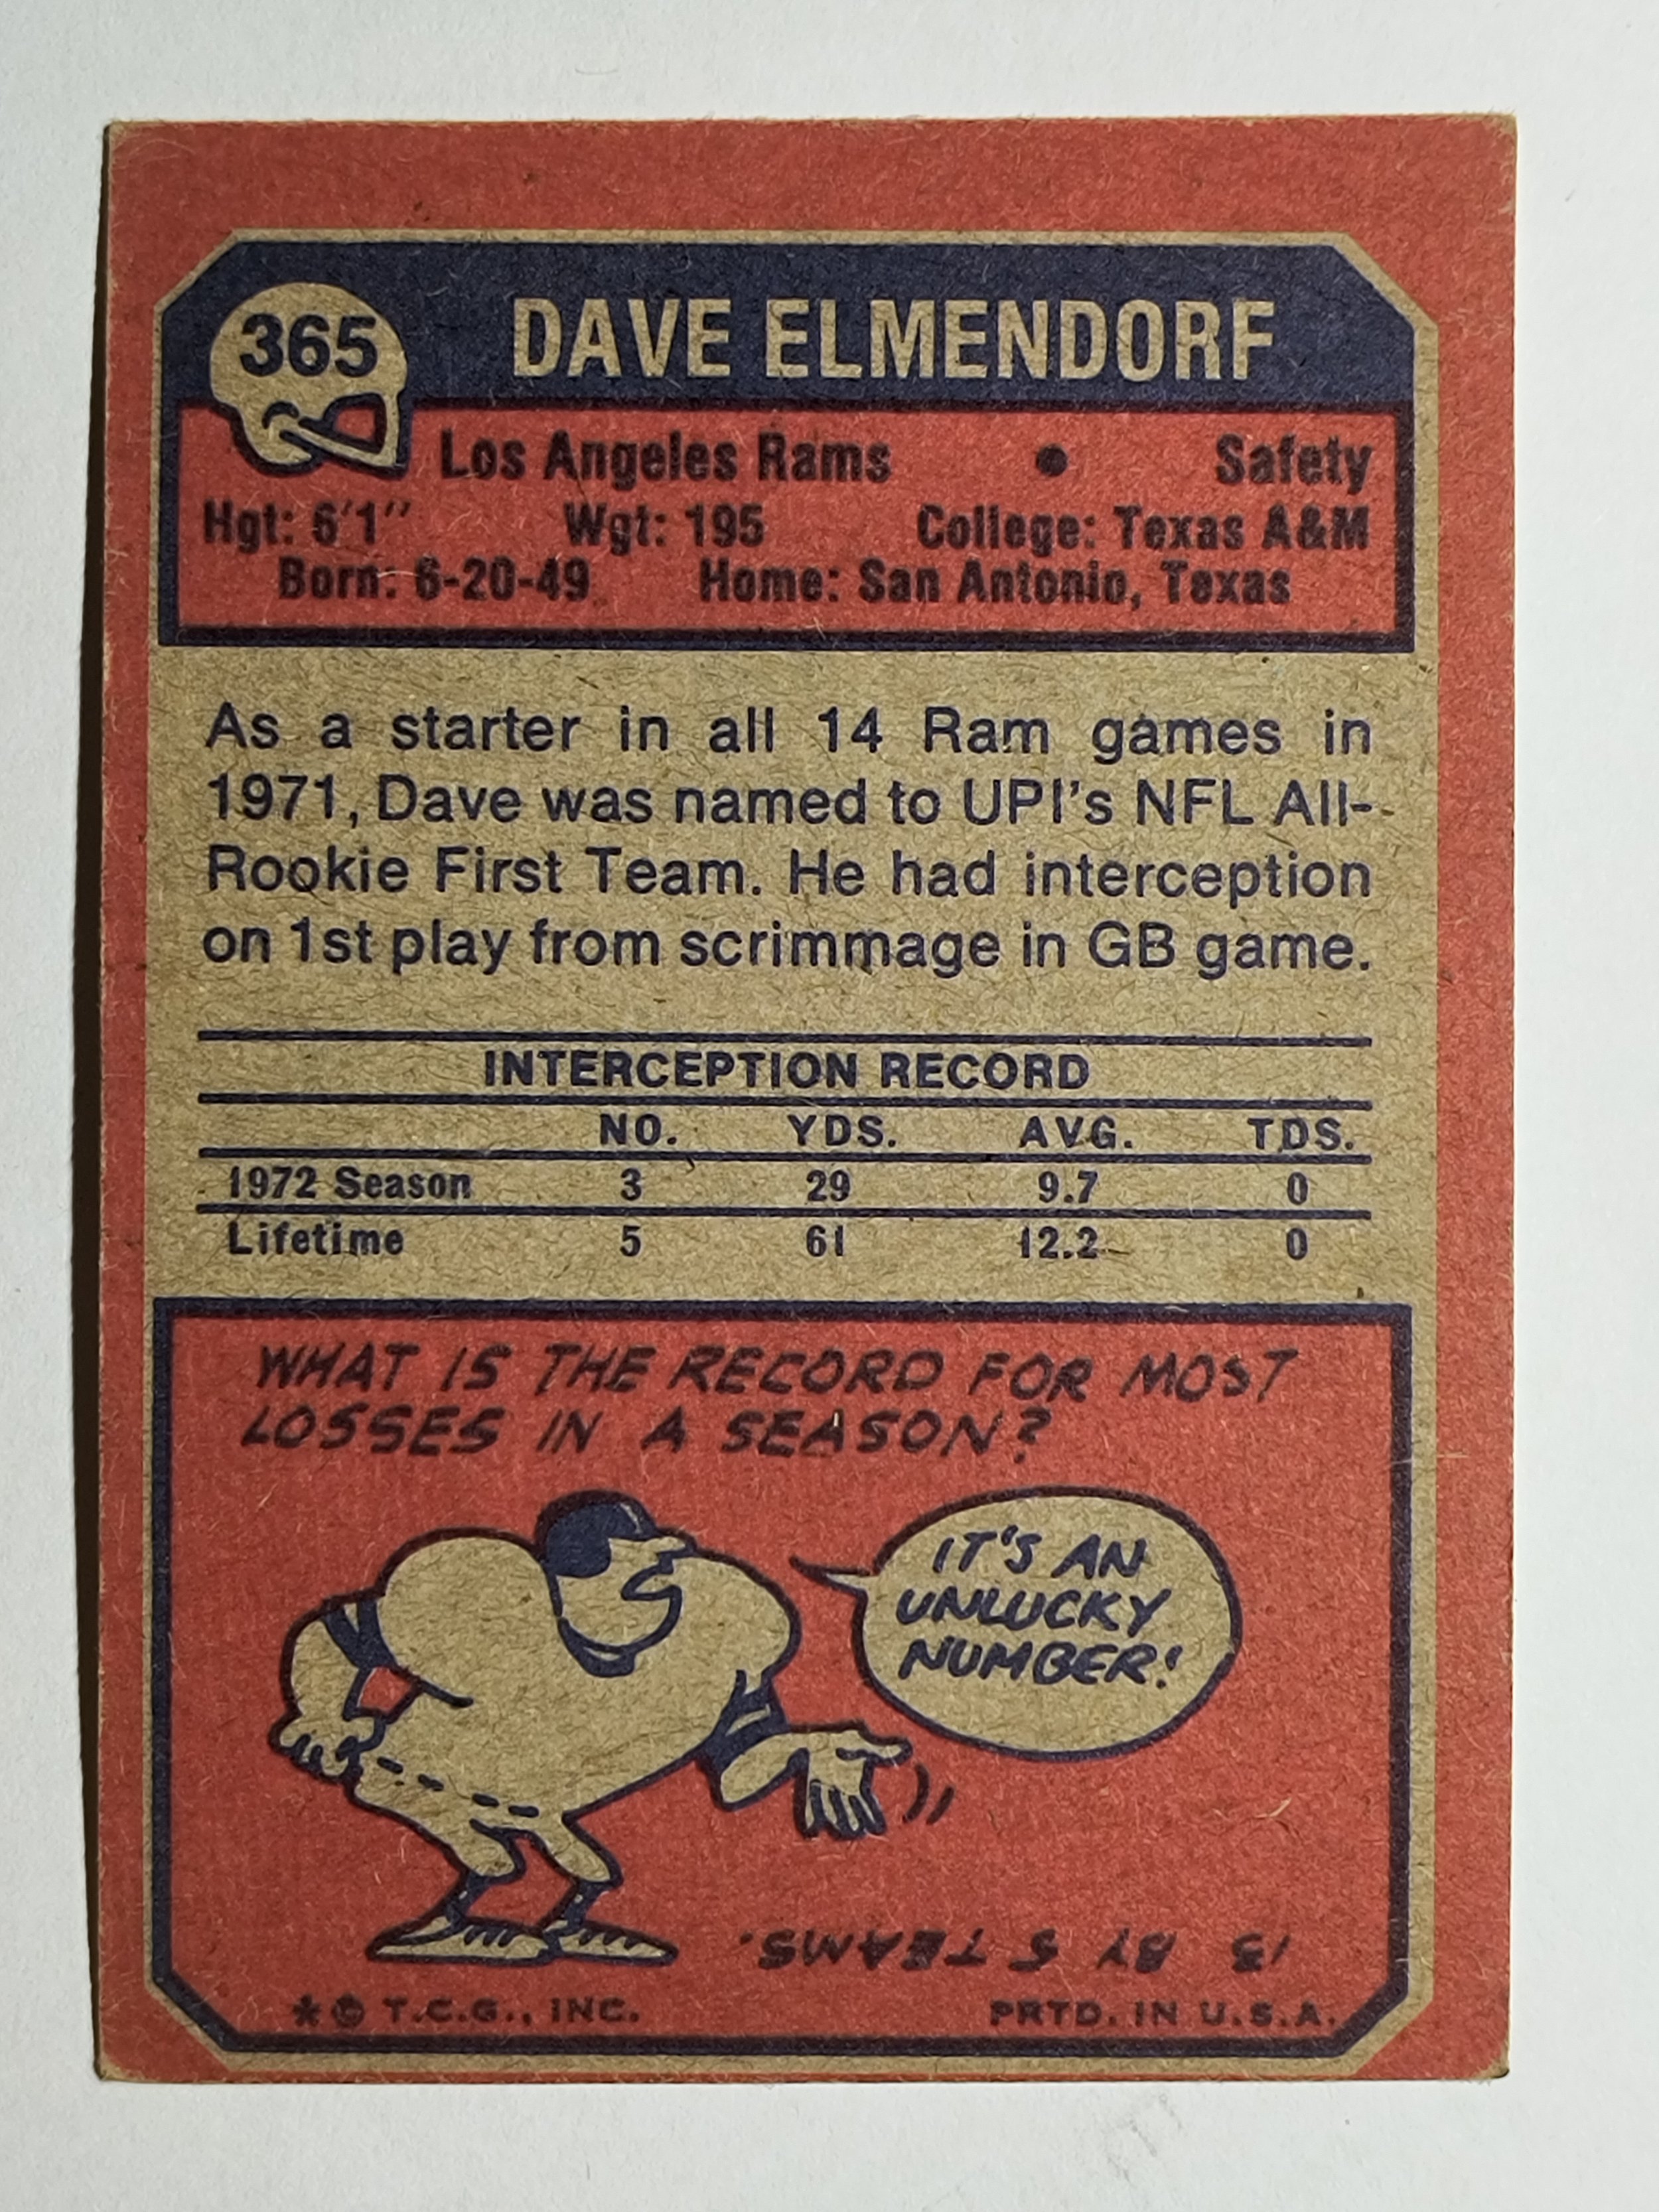 365
DAVE ELMENDORF
Los Angeles Rams • Safety
Hgt: 6'1" Wgt: 195 College: Texas A&M
Born: 6-20-49 Home: San Antonio, Texas
As a starter in all 14 Ram games in
1971, Dave was named to UPI's NFL All-
Rookie First Team. He had interception
on 1st play from scrimmage in GB game.
INTERCEPTION RECORD
NO. YDS. AVG. TDS.
1972 Season 3 29 9.7 0
Lifetime 5 61 12.2 0
WHAT IS THE RECORD FOR MOST
LOSSES IN A SEASON?
IT'S AN
UNLUCKY
NUMBER!
13 BY 5 TEAMS.
*© T.C.G., INC. PRTD. IN U.S.A.